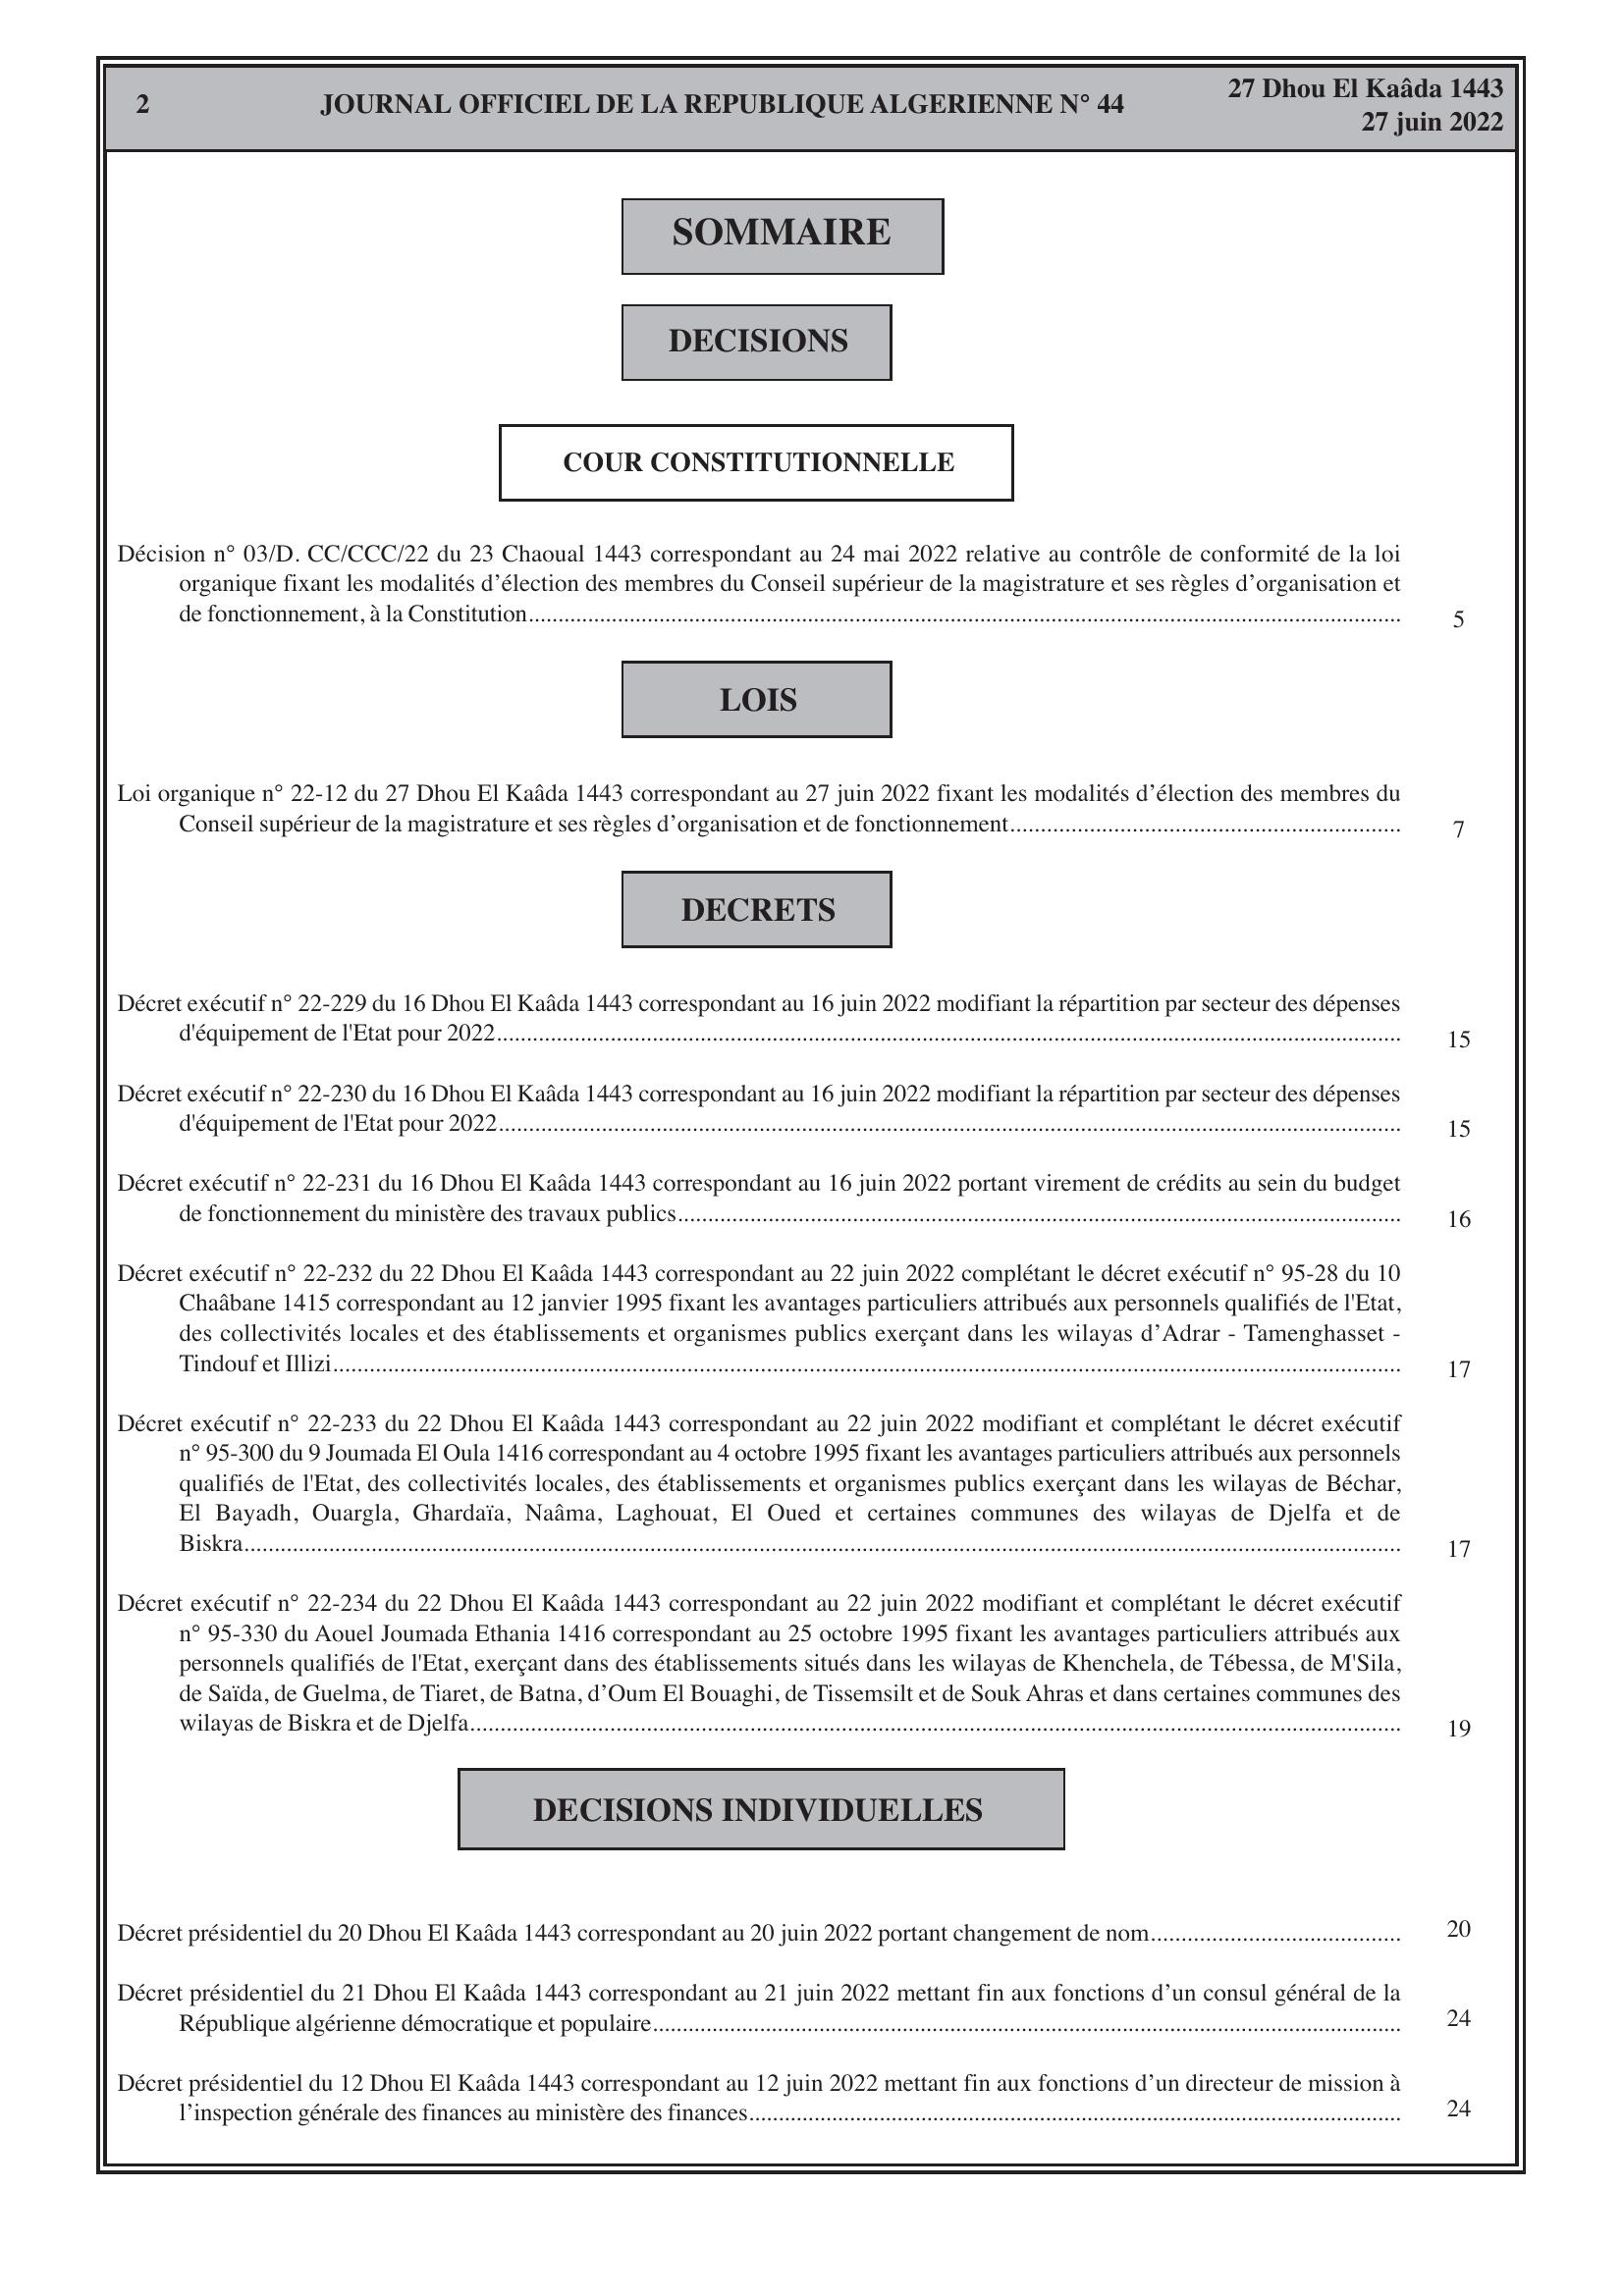 2
JOURNAL OFFICIEL DE LA REPUBLIQUE ALGERIENNE N° 44
27 Dhou El Kaâda 1443
27 juin 2022
SOMMAIRE
DECISIONS
COUR CONSTITUTIONNELLE
Décision n° 03/D. CC/CCC/22 du 23 Chaoual 1443 correspondant au 24 mai 2022 relative au contrôle de conformité de la loi
organique fixant les modalités d’élection des membres du Conseil supérieur de la magistrature et ses règles d’organisation et
de fonctionnement, à la Constitution.......... 5
LOIS
Loi organique n° 22-12 du 27 Dhou El Kaâda 1443 correspondant au 27 juin 2022 fixant les modalités d’élection des membres du
Conseil supérieur de la magistrature et ses règles d’organisation et de fonctionnement.......... 7
DECRETS
Décret exécutif n° 22-229 du 16 Dhou El Kaâda 1443 correspondant au 16 juin 2022 modifiant la répartition par secteur des dépenses
d'équipement de l'Etat pour 2022.......... 15
Décret exécutif n° 22-230 du 16 Dhou El Kaâda 1443 correspondant au 16 juin 2022 modifiant la répartition par secteur des dépenses
d'équipement de l'Etat pour 2022.......... 15
Décret exécutif n° 22-231 du 16 Dhou El Kaâda 1443 correspondant au 16 juin 2022 portant virement de crédits au sein du budget
de fonctionnement du ministère des travaux publics.......... 16
Décret exécutif n° 22-232 du 22 Dhou El Kaâda 1443 correspondant au 22 juin 2022 complétant le décret exécutif n° 95-28 du 10
Chaâbane 1415 correspondant au 12 janvier 1995 fixant les avantages particuliers attribués aux personnels qualifiés de l'Etat,
des collectivités locales et des établissements et organismes publics exerçant dans les wilayas d’Adrar - Tamenghasset -
Tindouf et Illizi.......... 17
Décret exécutif n° 22-233 du 22 Dhou El Kaâda 1443 correspondant au 22 juin 2022 modifiant et complétant le décret exécutif
n° 95-300 du 9 Joumada El Oula 1416 correspondant au 4 octobre 1995 fixant les avantages particuliers attribués aux personnels
qualifiés de l'Etat, des collectivités locales, des établissements et organismes publics exerçant dans les wilayas de Béchar,
El Bayadh, Ouargla, Ghardaïa, Naâma, Laghouat, El Oued et certaines communes des wilayas de Djelfa et de
Biskra.......... 17
Décret exécutif n° 22-234 du 22 Dhou El Kaâda 1443 correspondant au 22 juin 2022 modifiant et complétant le décret exécutif
n° 95-330 du Aouel Joumada Ethania 1416 correspondant au 25 octobre 1995 fixant les avantages particuliers attribués aux
personnels qualifiés de l'Etat, exerçant dans des établissements situés dans les wilayas de Khenchela, de Tébessa, de M'Sila,
de Saïda, de Guelma, de Tiaret, de Batna, d’Oum El Bouaghi, de Tissemsilt et de Souk Ahras et dans certaines communes des
wilayas de Biskra et de Djelfa.......... 19
DECISIONS INDIVIDUELLES
Décret présidentiel du 20 Dhou El Kaâda 1443 correspondant au 20 juin 2022 portant changement de nom.......... 20
Décret présidentiel du 21 Dhou El Kaâda 1443 correspondant au 21 juin 2022 mettant fin aux fonctions d’un consul général de la
République algérienne démocratique et populaire.......... 24
Décret présidentiel du 12 Dhou El Kaâda 1443 correspondant au 12 juin 2022 mettant fin aux fonctions d’un directeur de mission à
l’inspection générale des finances au ministère des finances.......... 24